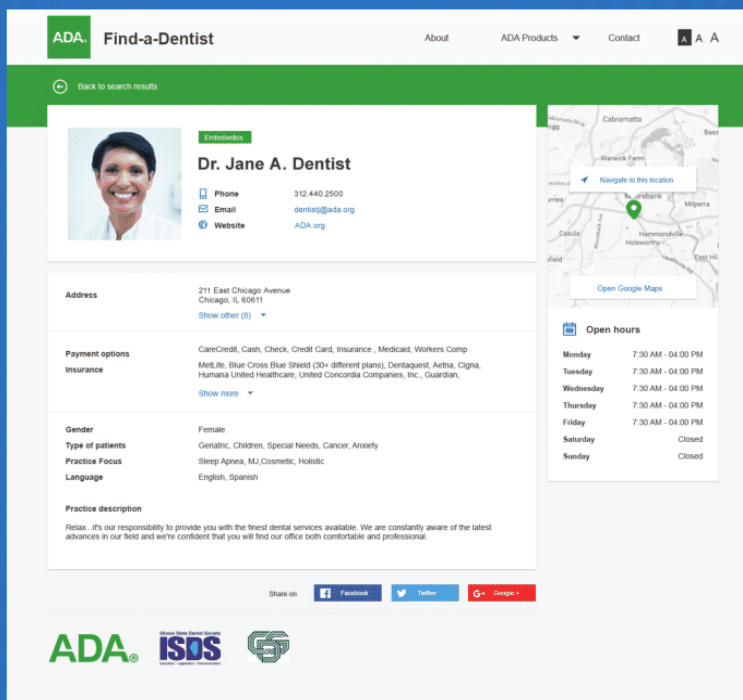 ADA. Find-a-Dentist
About
ADA Products
Contact
A A A
Back to search results
Endodontics
Dr. Jane A. Dentist
Phone 312.440.2500
Email dentistj@ada.org
Website ADA.org
Address
211 East Chicago Avenue
Chicago, IL 60611
Show other (8)
Payment options
CareCredit, Cash, Check, Credit Card, Insurance , Medicaid, Workers Comp
Insurance
MetLife, Blue Cross Blue Shield (30+ different plans), Dentaquest, Aetna, Cigna,
Humana United Healthcare, United Concordia Companies, Inc., Guardian,
Show more
Gender Female
Type of patients Geriatric, Children, Special Needs, Cancer, Anxiety
Practice Focus Sleep Apnea, MJ,Cosmetic, Holistic
Language English, Spanish
Practice description
Relax...it's our responsibility to provide you with the finest dental services available. We are constantly aware of the latest
advances in our field and we're confident that you will find our office both comfortable and professional.
Cabramatta
Warwick Farm
Navigate to this location
Milperra
Casula
Hammondville
Holsworthy
East Hil
Open Google Maps
Open hours
Monday 7:30 AM - 04:00 PM
Tuesday 7:30 AM - 04:00 PM
Wednesday 7:30 AM - 04:00 PM
Thursday 7:30 AM - 04:00 PM
Friday 7:30 AM - 04:00 PM
Saturday Closed
Sunday Closed
Share on
Facebook
Twitter
G+ Google +
ADA®
Illinois State Dental Society
ISDS